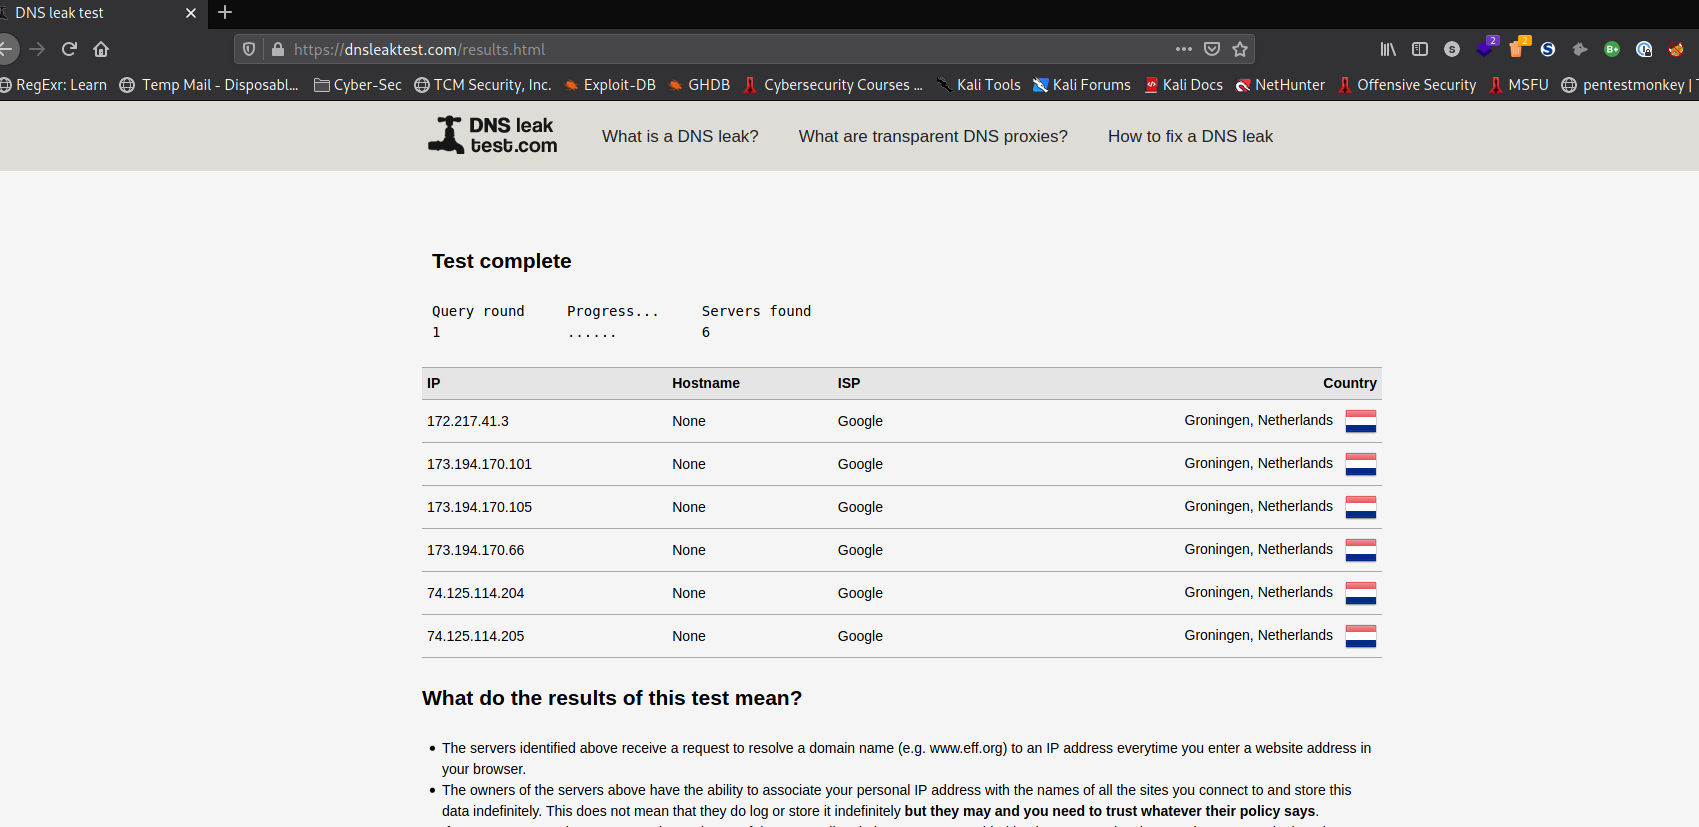 DNS leak test
https://dnsleaktest.com/results.html
S 2 2 S B+
RegExr: Learn Temp Mail - Disposabl... Cyber-Sec TCM Security, Inc. Exploit-DB GHDB Cybersecurity Courses ... Kali Tools Kali Forums Kali Docs NetHunter Offensive Security MSFU pentestmonkey |
DNS leak
test.com
What is a DNS leak? What are transparent DNS proxies? How to fix a DNS leak
Test complete
Query round Progress... Servers found
1 ...... 6
IP Hostname ISP Country
172.217.41.3 None Google Groningen, Netherlands
173.194.170.101 None Google Groningen, Netherlands
173.194.170.105 None Google Groningen, Netherlands
173.194.170.66 None Google Groningen, Netherlands
74.125.114.204 None Google Groningen, Netherlands
74.125.114.205 None Google Groningen, Netherlands
What do the results of this test mean?
The servers identified above receive a request to resolve a domain name (e.g. www.eff.org) to an IP address everytime you enter a website address in
your browser.
The owners of the servers above have the ability to associate your personal IP address with the names of all the sites you connect to and store this
data indefinitely. This does not mean that they do log or store it indefinitely but they may and you need to trust whatever their policy says.